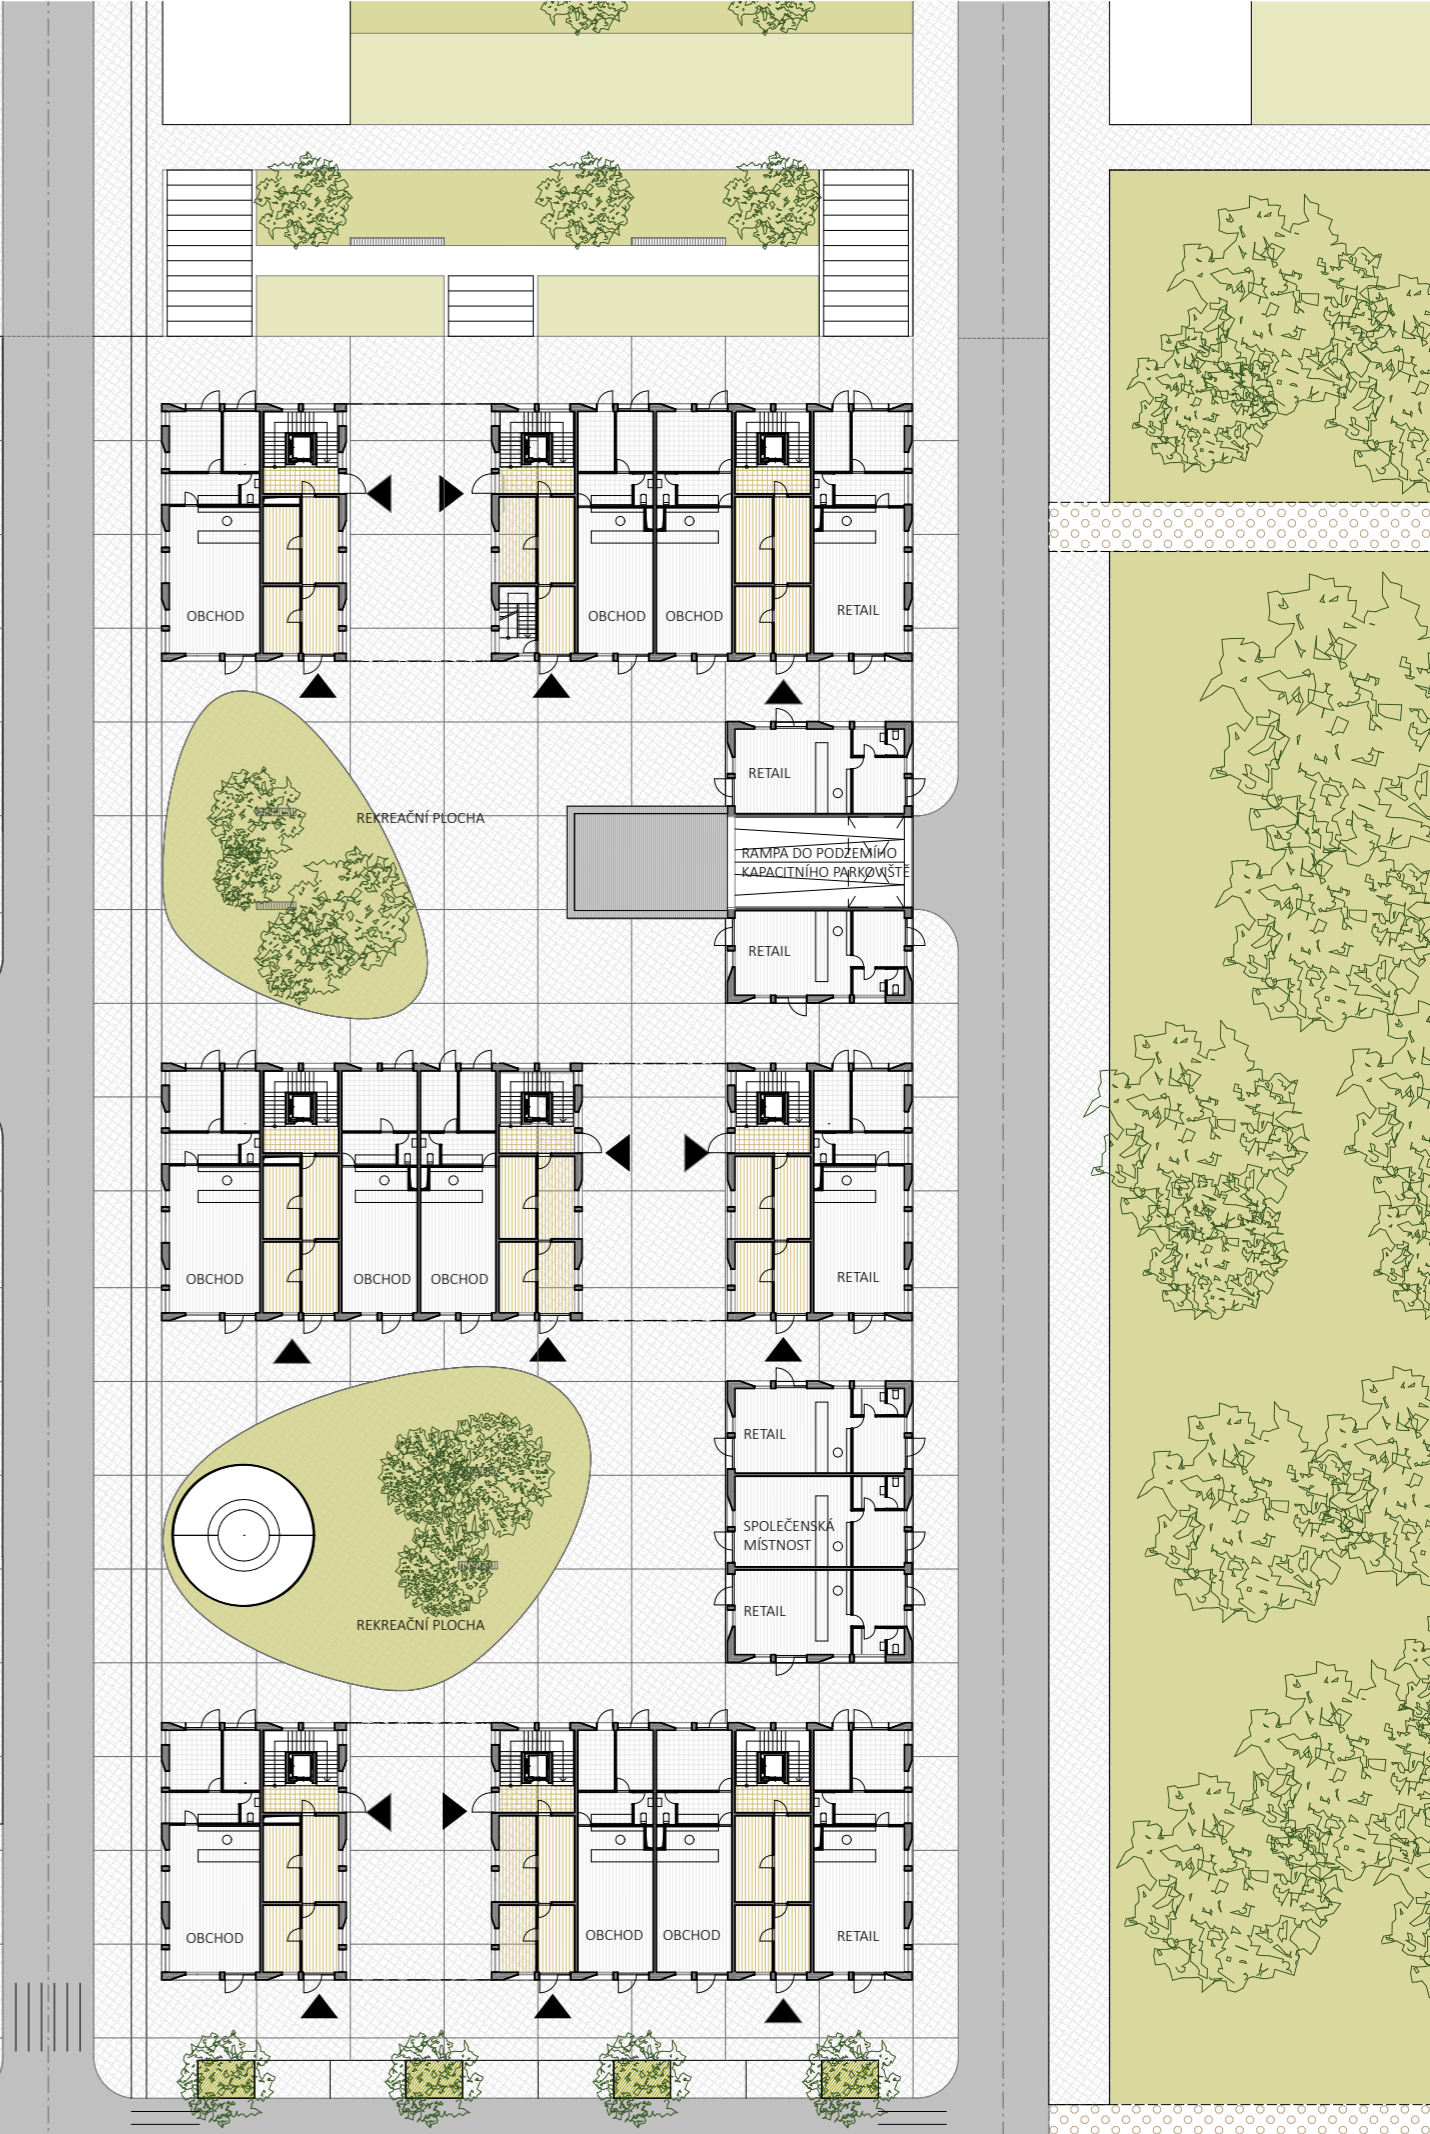 OBCHOD
OBCHOD
OBCHOD
RETAIL
RETAIL
REKREAČNÍ PLOCHA
RAMPA DO PODZEMÍHO
KAPACITNÍHO PARKOVIŠTĚ
RETAIL
OBCHOD
OBCHOD
OBCHOD
RETAIL
RETAIL
SPOLEČENSKÁ
MÍSTNOST
RETAIL
REKREAČNÍ PLOCHA
OBCHOD
OBCHOD
OBCHOD
RETAIL